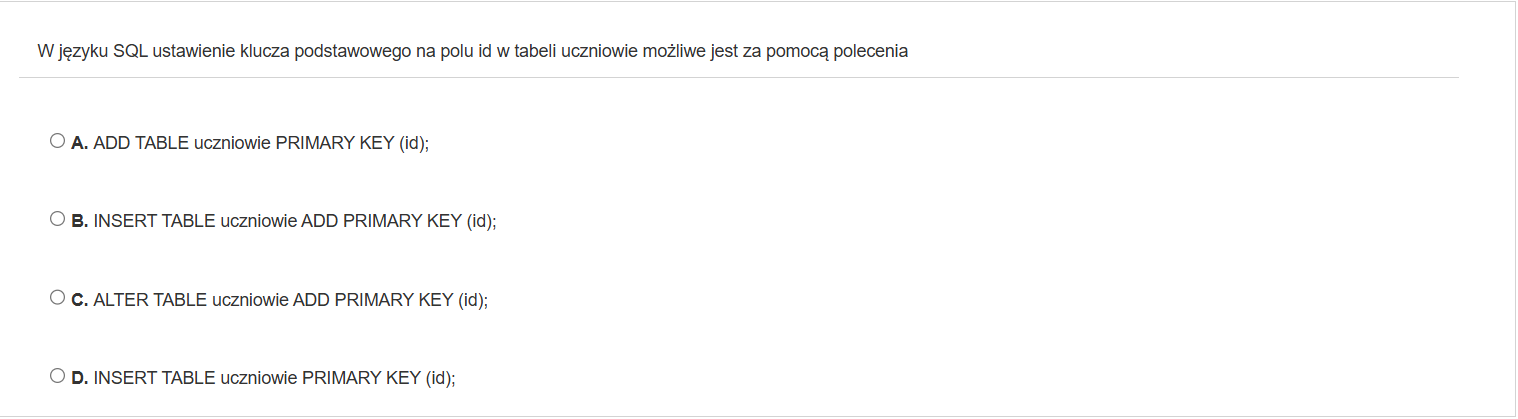 W języku SQL ustawienie klucza podstawowego na polu id w tabeli uczniowie możliwe jest za pomocą polecenia
A. ADD TABLE uczniowie PRIMARY KEY (id);
B. INSERT TABLE uczniowie ADD PRIMARY KEY (id);
C. ALTER TABLE uczniowie ADD PRIMARY KEY (id);
D. INSERT TABLE uczniowie PRIMARY KEY (id);